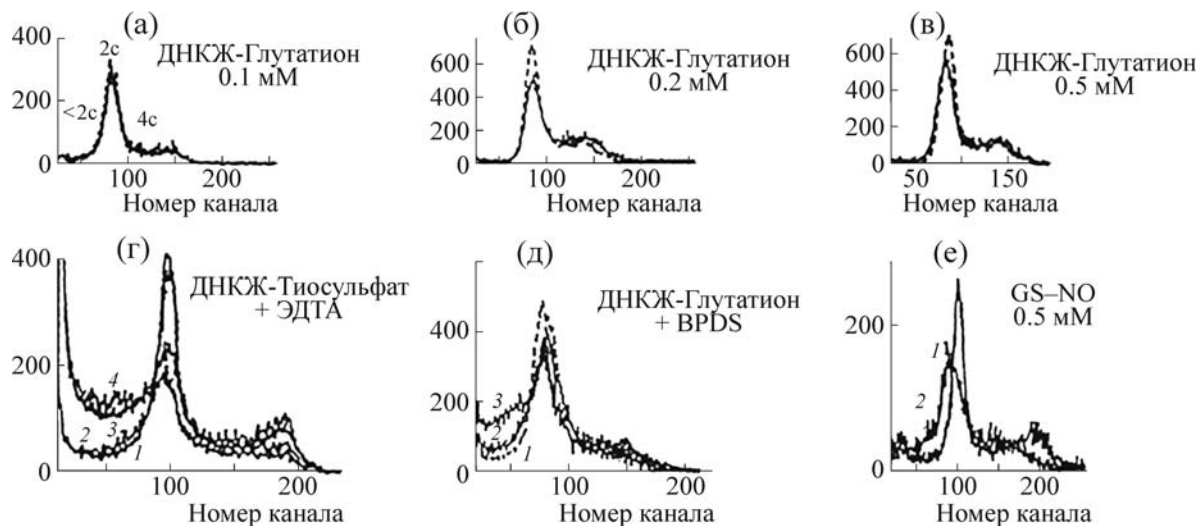 (а)
400
200
0
2c
<2c
4c
ДНКЖ-Глутатион
0.1 мМ
100 200
Номер канала
(б)
600
400
200
0
ДНКЖ-Глутатион
0.2 мМ
100 200
Номер канала
(в)
600
400
200
0
ДНКЖ-Глутатион
0.5 мМ
50 100 150
Номер канала
(г)
400
200
0
ДНКЖ-Тиосульфат
+ ЭДТА
4
2 3 1
100 200
Номер канала
(д)
400
200
0
ДНКЖ-Глутатион
+ BPDS
3
2
1
100 200
Номер канала
(е)
200
0
GS–NO
0.5 мМ
1
2
100 200
Номер канала